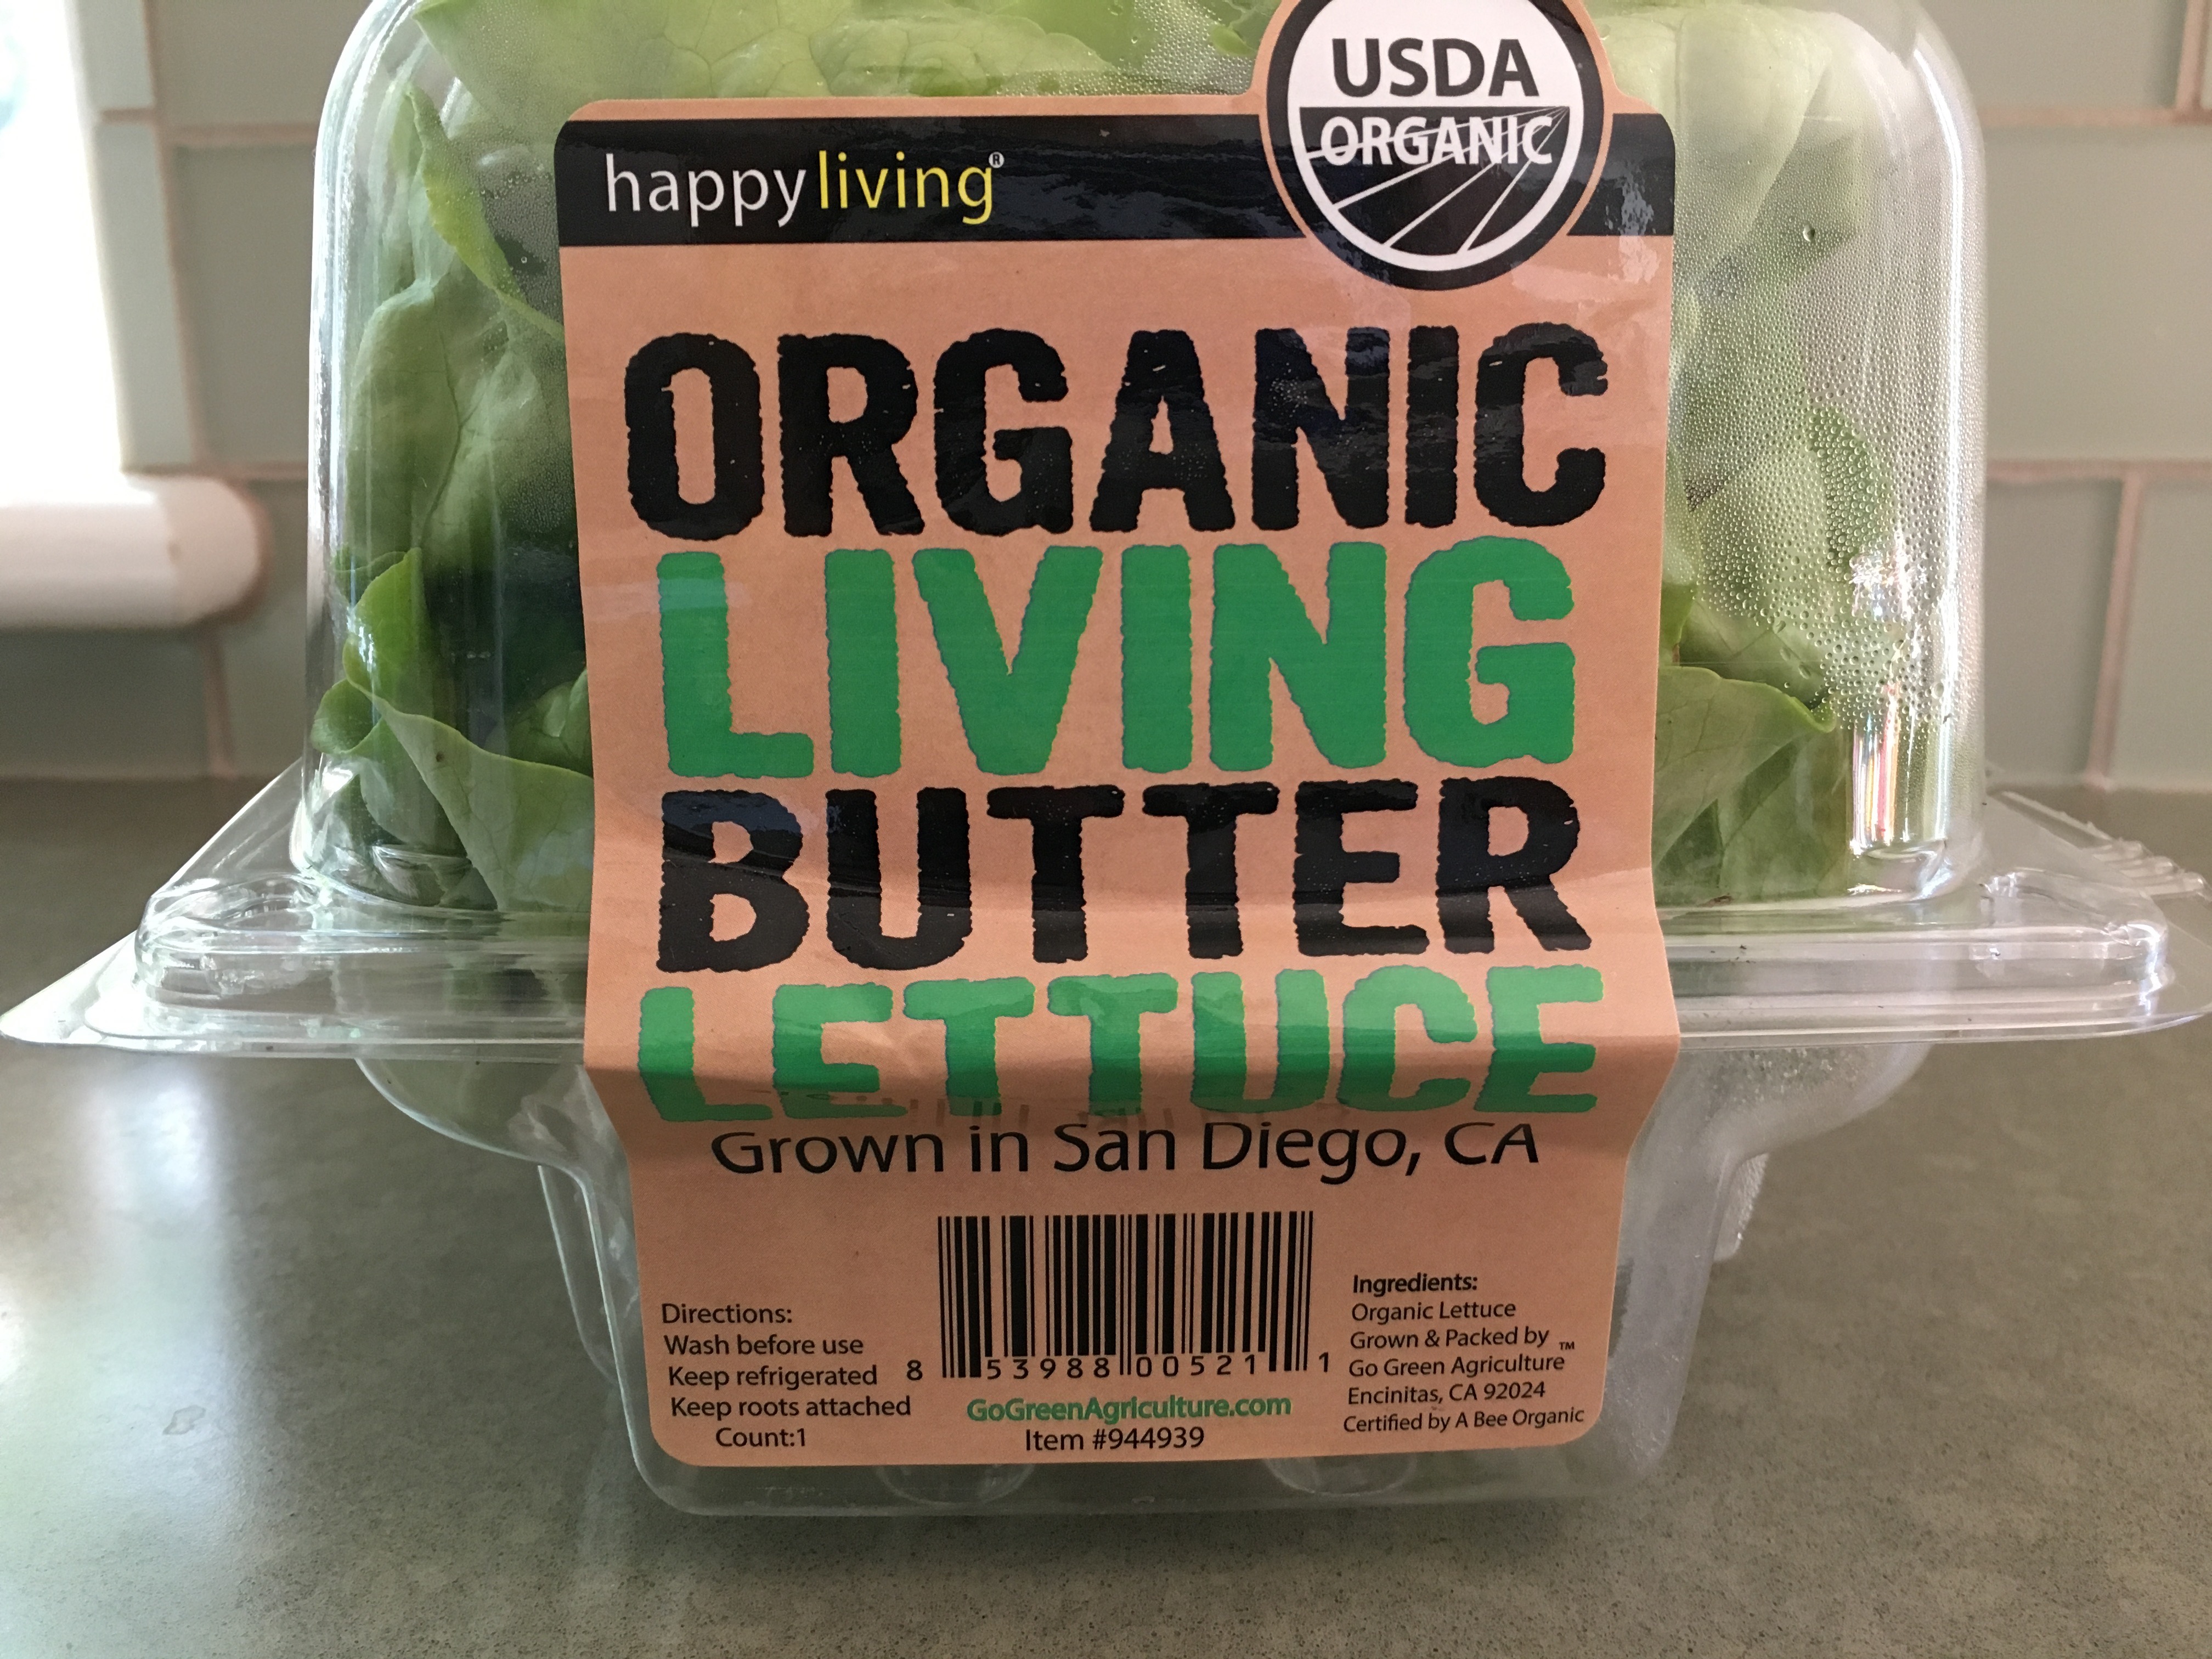 USDA
ORGANIC
happyliving®
ORGANIC
LIVING
BUTTER
LETTUCE
Grown in San Diego, CA
Directions:
Wash before use
Keep refrigerated
Keep roots attached
Count:1
8 53988 00521 1
GoGreenAgriculture.com
Item #944939
Ingredients:
Organic Lettuce
Grown & Packed by
Go Green Agriculture™
Encinitas, CA 92024
Certified by A Bee Organic